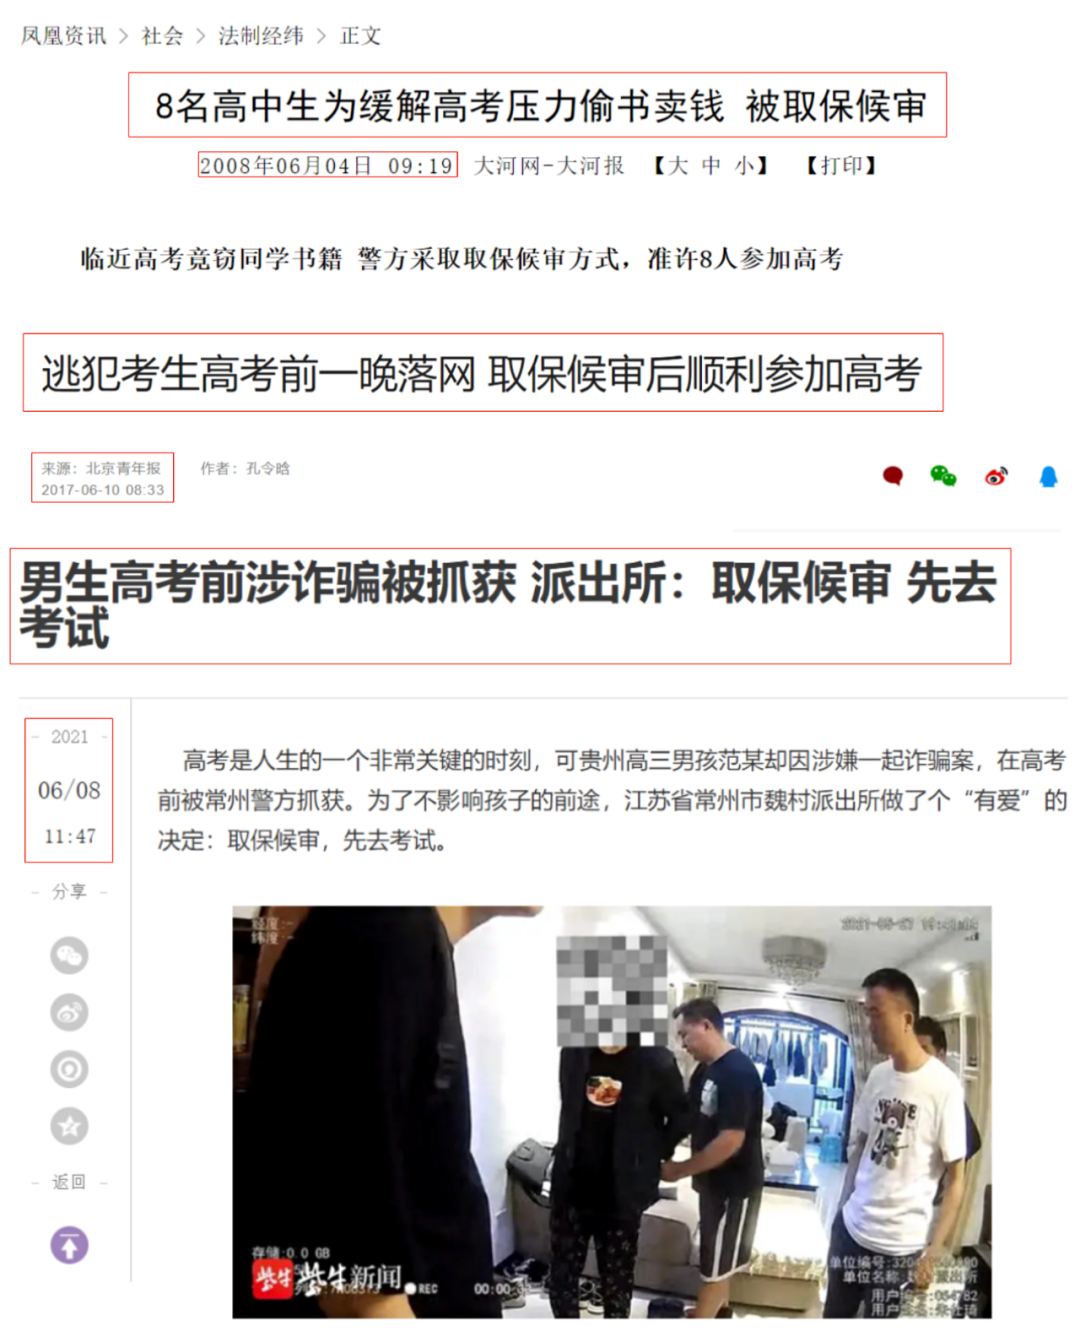 凤凰资讯 > 社会 > 法制经纬 > 正文
8名高中生为缓解高考压力偷书卖钱 被取保候审
2008年06月04日 09:19 大河网-大河报 【大 中 小】 【打印】
临近高考竟窃同学书籍 警方采取取保候审方式，准许8人参加高考
逃犯考生高考前一晚落网 取保候审后顺利参加高考
来源：北京青年报 作者：孔令晗
2017-06-10 08:33
男生高考前涉诈骗被抓获 派出所：取保候审 先去
考试
2021
06/08
11:47
分享
返回
高考是人生的一个非常关键的时刻，可贵州高三男孩范某却因涉嫌一起诈骗案，在高考
前被常州警方抓获。为了不影响孩子的前途，江苏省常州市魏村派出所做了个“有爱”的
决定：取保候审，先去考试。
经度:-
纬度:-
存储:0.0 GB
紫牛 紫牛新闻
REC
单位编号:
单位名称
用户
用户